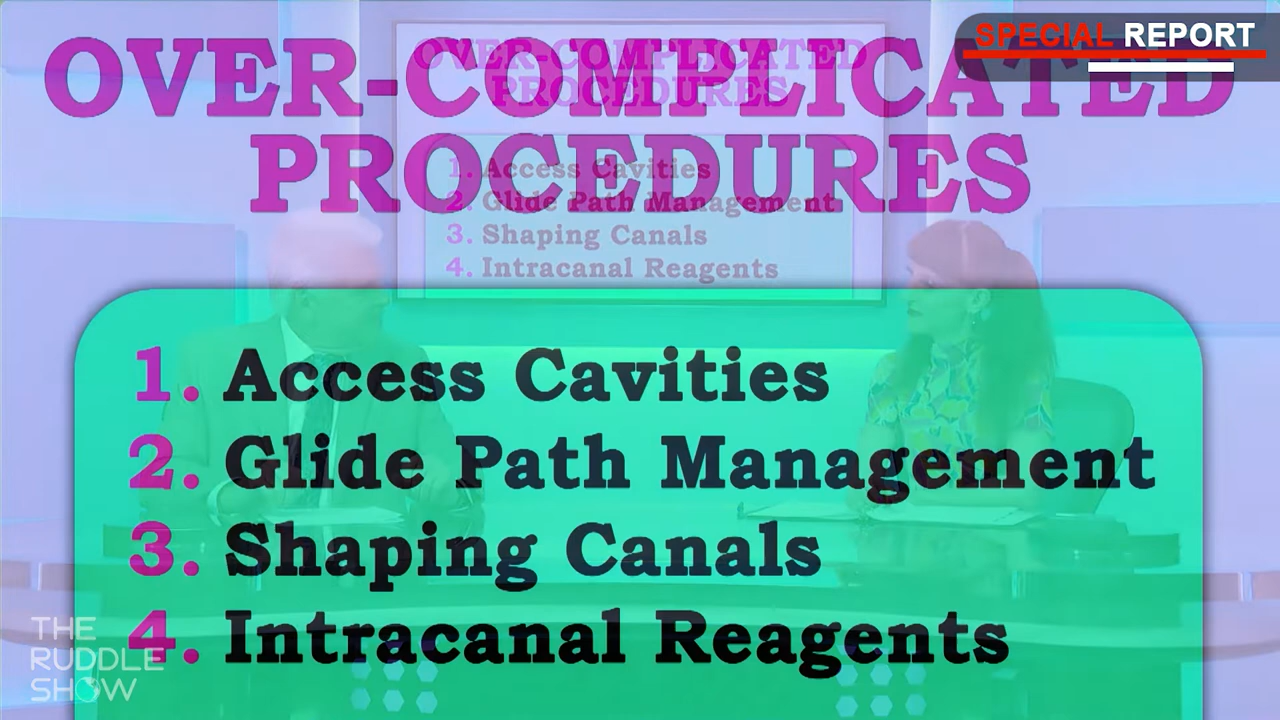 SPECIAL REPORT
OVER-COMPLICATED
PROCEDURES
OVER-COMPLICATED
PROCEDURES
1. Access Cavities
2. Glide Path Management
3. Shaping Canals
4. Intracanal Reagents
1. Access Cavities
2. Glide Path Management
3. Shaping Canals
4. Intracanal Reagents
THE
RUDDLE
SHOW